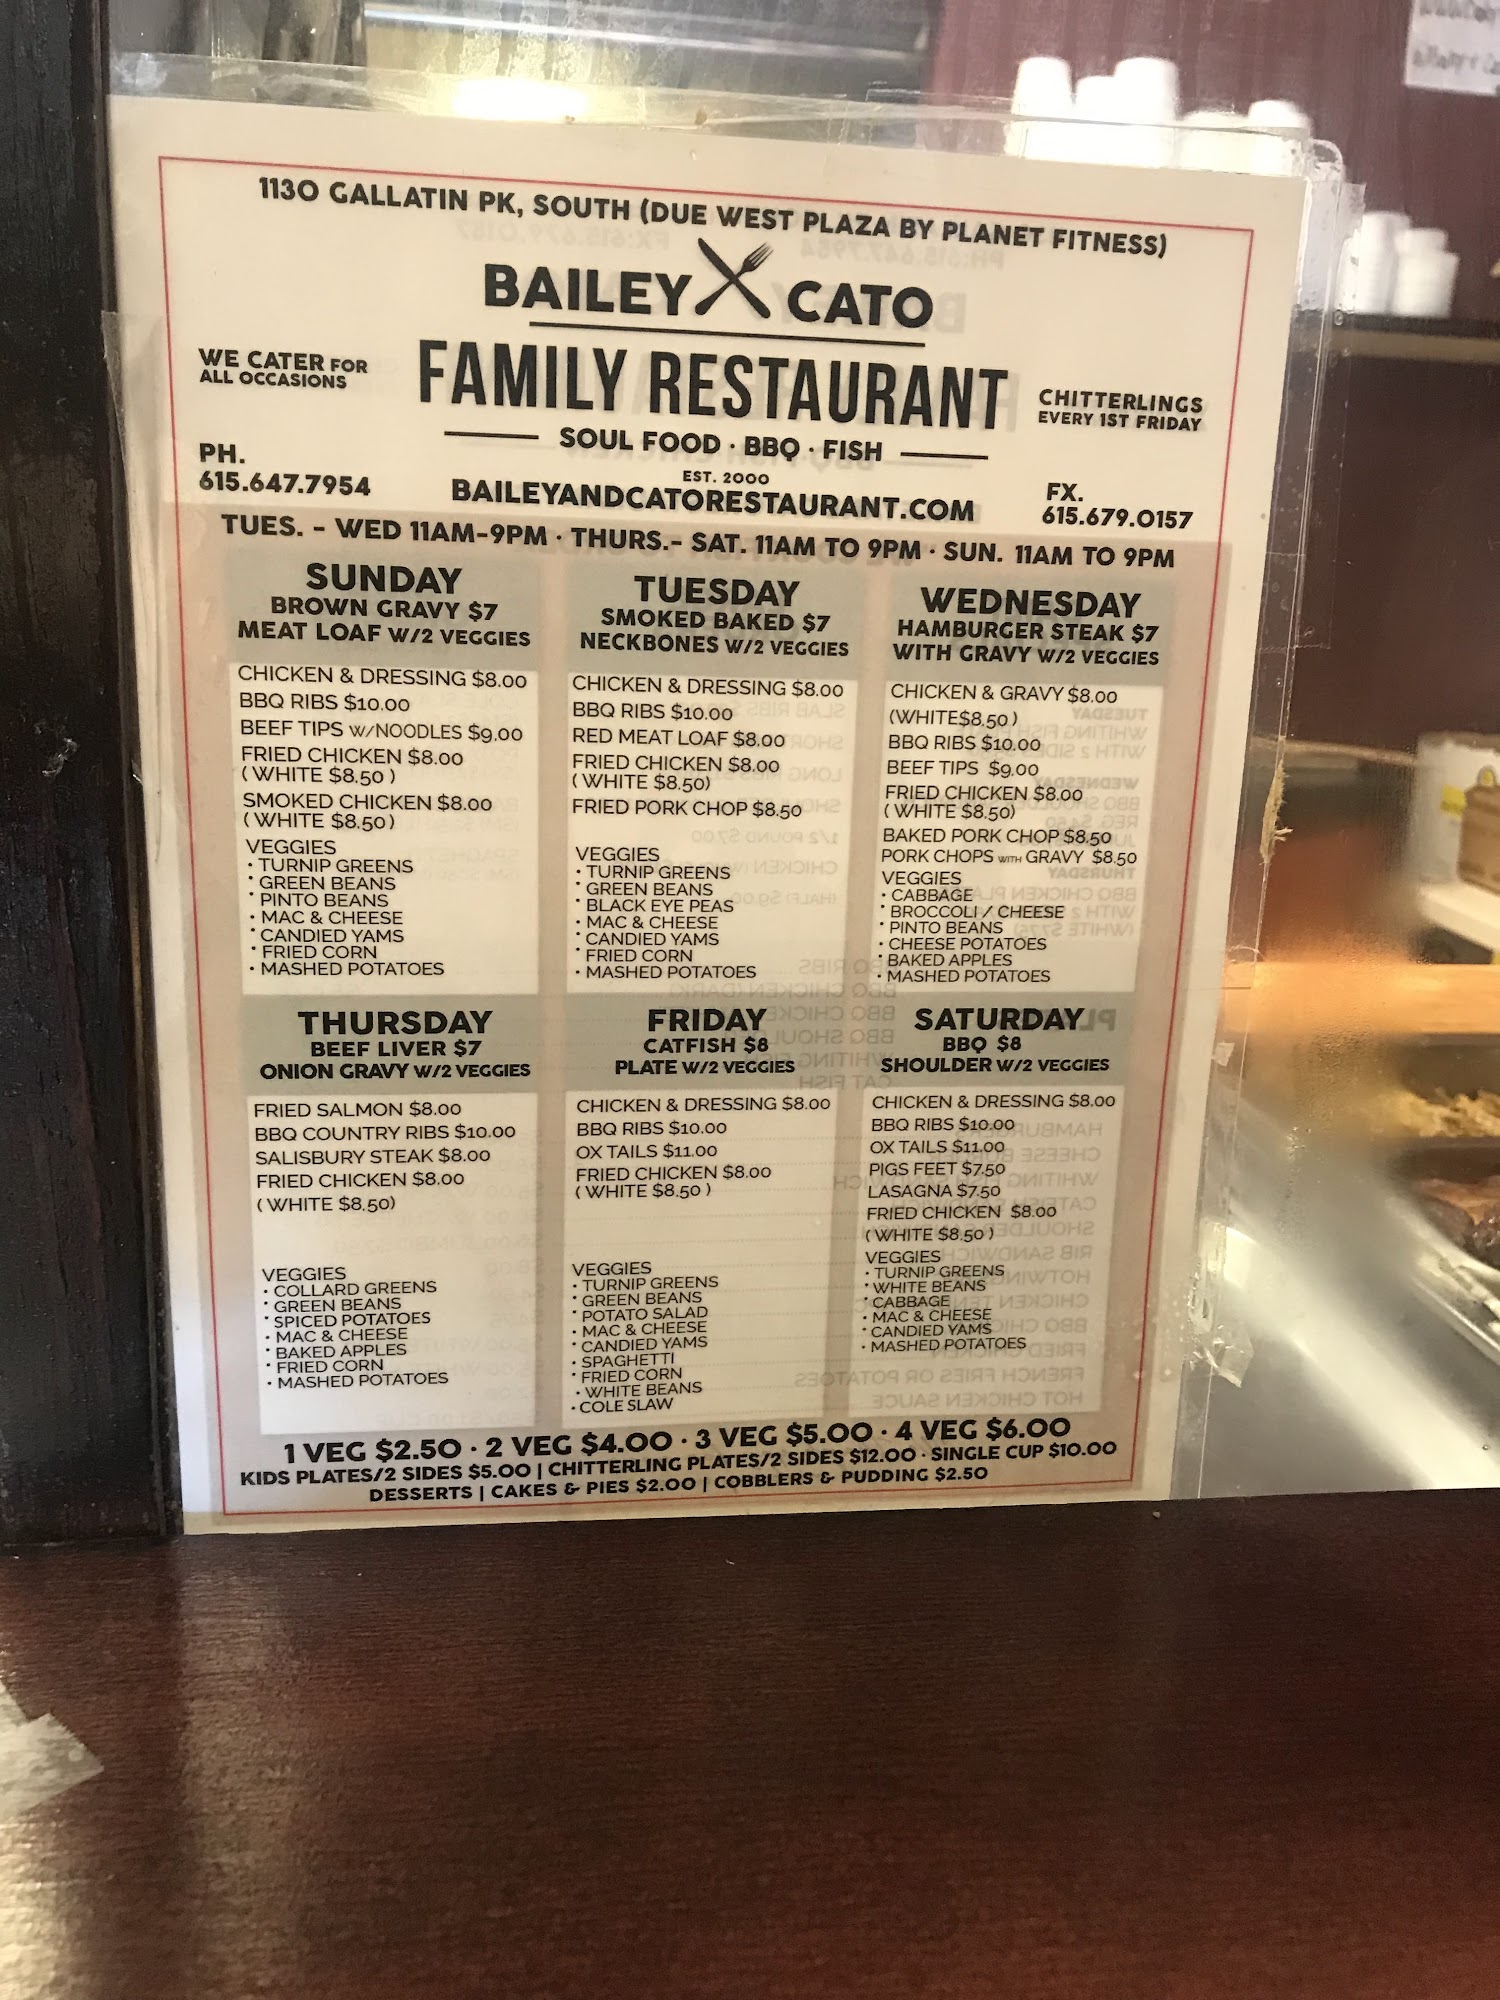 1130 GALLATIN PK, SOUTH (DUE WEST PLAZA BY PLANET FITNESS)
BAILEY CATO
FAMILY RESTAURANT
WE CATER FOR
ALL OCCASIONS
CHITTERLINGS
EVERY 1ST FRIDAY
SOUL FOOD · BBQ · FISH
EST. 2000
PH.
615.647.7954
BAILEYANDCATORESTAURANT.COM
FX.
615.679.0157
TUES. - WED 11AM-9PM · THURS.- SAT. 11AM TO 9PM · SUN. 11AM TO 9PM
SUNDAY
BROWN GRAVY $7
MEAT LOAF W/2 VEGGIES
CHICKEN & DRESSING $8.00
BBQ RIBS $10.00
BEEF TIPS W/NOODLES $9.00
FRIED CHICKEN $8.00
( WHITE $8.50 )
SMOKED CHICKEN $8.00
( WHITE $8.50)
VEGGIES
· TURNIP GREENS
· GREEN BEANS
· PINTO BEANS
· MAC & CHEESE
· CANDIED YAMS
· FRIED CORN
· MASHED POTATOES
TUESDAY
SMOKED BAKED $7
NECKBONES W/2 VEGGIES
CHICKEN & DRESSING $8.00
BBQ RIBS $10.00
RED MEAT LOAF $8.00
FRIED CHICKEN $8.00
( WHITE $8.50)
FRIED PORK CHOP $8.50
VEGGIES
· TURNIP GREENS
· GREEN BEANS
· BLACK EYE PEAS
· MAC & CHEESE
· CANDIED YAMS
· FRIED CORN
· MASHED POTATOES
WEDNESDAY
HAMBURGER STEAK $7
WITH GRAVY W/2 VEGGIES
CHICKEN & GRAVY $8.00
(WHITE$8.50 )
BBQ RIBS $10.00
BEEF TIPS $9.00
FRIED CHICKEN $8.00
( WHITE $8.50)
BAKED PORK CHOP $8.50
PORK CHOPS WITH GRAVY $8.50
VEGGIES
· CABBAGE
· BROCCOLI / CHEESE
· PINTO BEANS
· CHEESE POTATOES
· BAKED APPLES
· MASHED POTATOES
THURSDAY
BEEF LIVER $7
ONION GRAVY W/2 VEGGIES
FRIED SALMON $8.00
BBQ COUNTRY RIBS $10.00
SALISBURY STEAK $8.00
FRIED CHICKEN $8.00
( WHITE $8.50)
VEGGIES
· COLLARD GREENS
· GREEN BEANS
· SPICED POTATOES
· MAC & CHEESE
· BAKED APPLES
· FRIED CORN
· MASHED POTATOES
FRIDAY
CATFISH $8
PLATE W/2 VEGGIES
CHICKEN & DRESSING $8.00
BBQ RIBS $10.00
OX TAILS $11.00
FRIED CHICKEN $8.00
( WHITE $8.50 )
VEGGIES
· TURNIP GREENS
· GREEN BEANS
· POTATO SALAD
· MAC & CHEESE
· CANDIED YAMS
· SPAGHETTI
· FRIED CORN
· WHITE BEANS
· COLE SLAW
SATURDAY
BBQ $8
SHOULDER W/2 VEGGIES
CHICKEN & DRESSING $8.00
BBQ RIBS $10.00
OX TAILS $11.00
PIGS FEET $7.50
LASAGNA $7.50
FRIED CHICKEN $8.00
( WHITE $8.50 )
VEGGIES
· TURNIP GREENS
· WHITE BEANS
· CABBAGE
· MAC & CHEESE
· CANDIED YAMS
· MASHED POTATOES
1 VEG $2.50 · 2 VEG $4.00 · 3 VEG $5.00 · 4 VEG $6.00
KIDS PLATES/2 SIDES $5.00 | CHITTERLING PLATES/2 SIDES $12.00 · SINGLE CUP $10.00
DESSERTS | CAKES & PIES $2.00 | COBBLERS & PUDDING $2.50